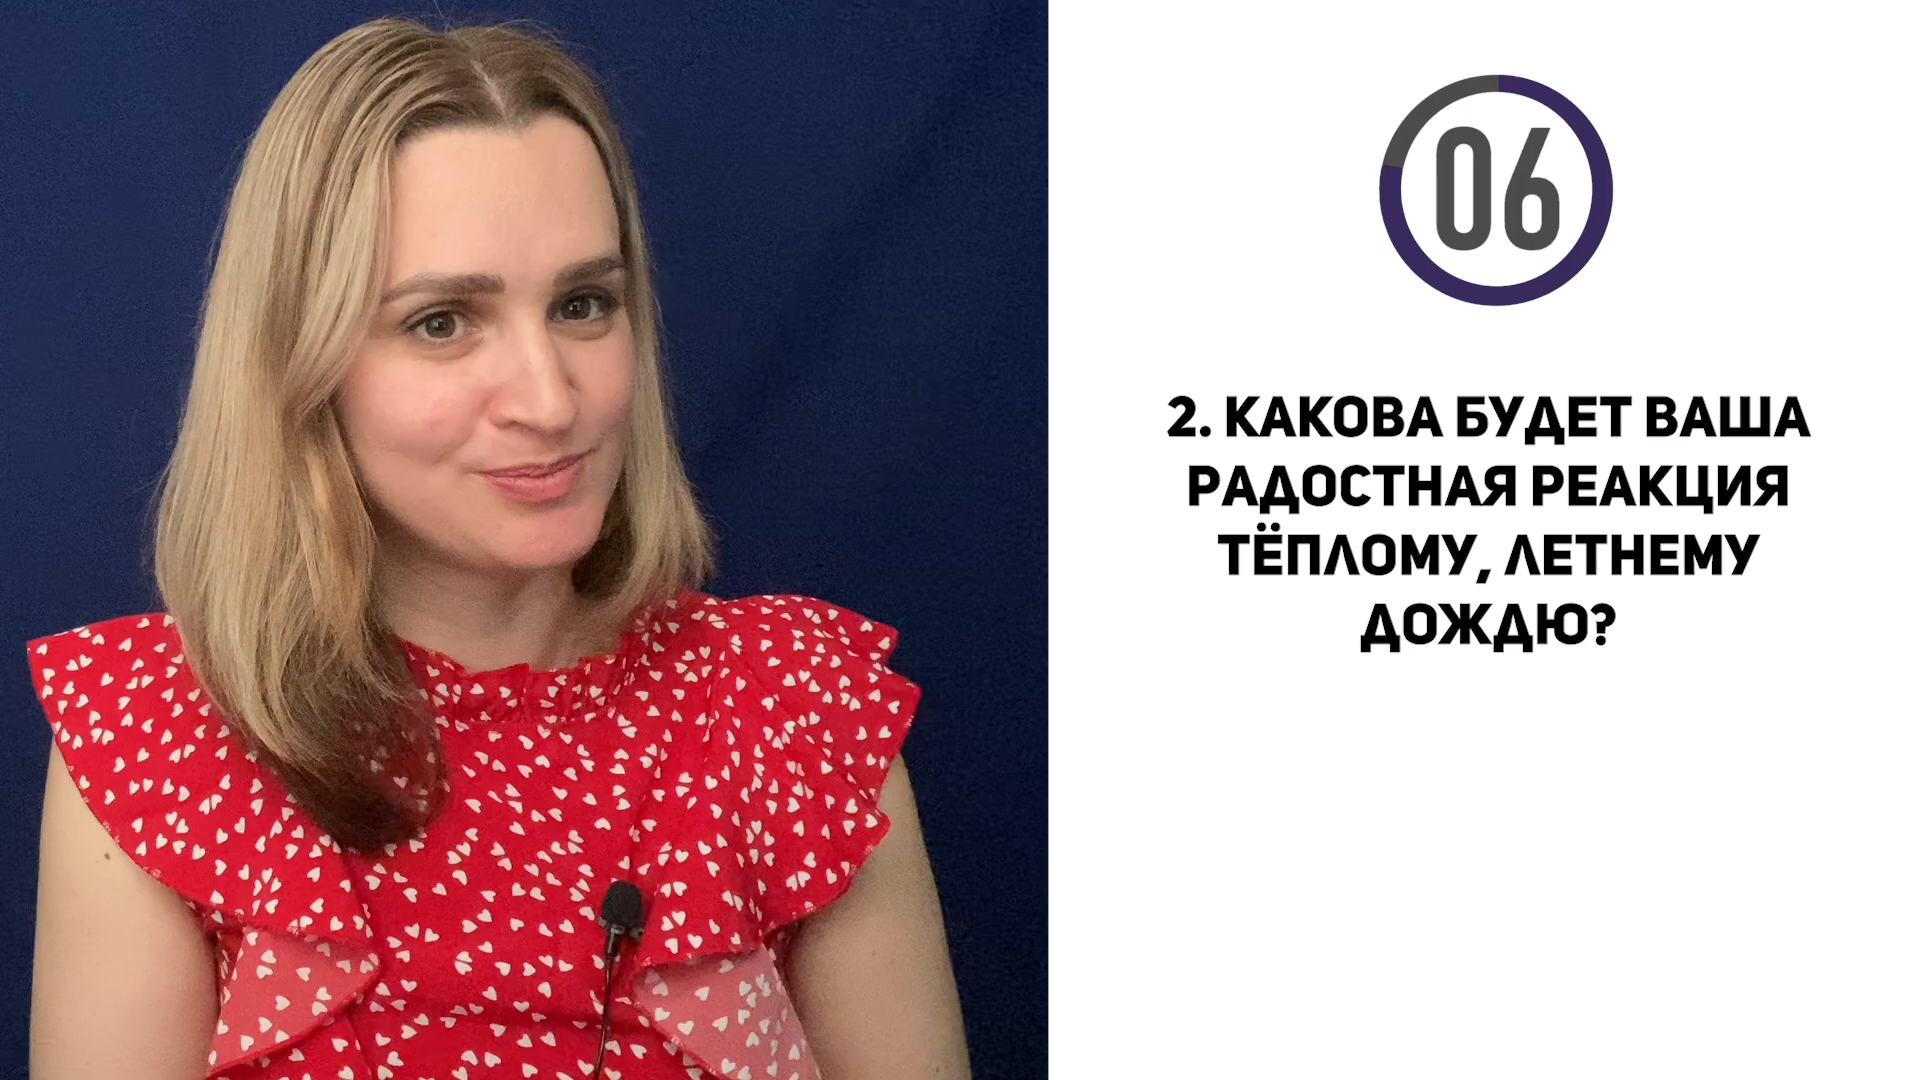 06
2. КАКОВА БУДЕТ ВАША
РАДОСТНАЯ РЕАКЦИЯ
ТЁПЛОМУ, ЛЕТНЕМУ
ДОЖДЮ?